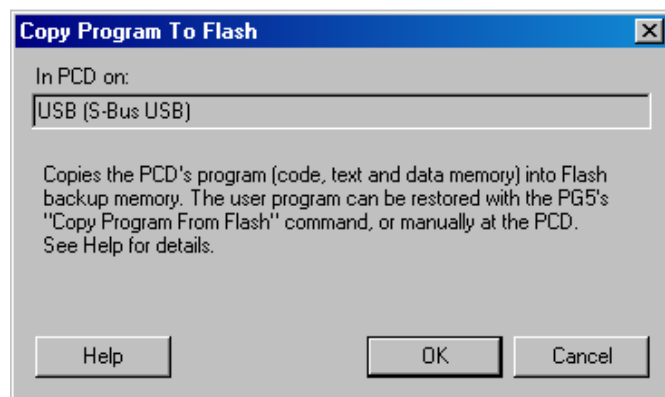 Copy Program To Flash
In PCD on:
USB (S-Bus USB)
Copies the PCD's program (code, text and data memory) into Flash
backup memory. The user program can be restored with the PG5's
"Copy Program From Flash" command, or manually at the PCD.
See Help for details.
Help OK Cancel